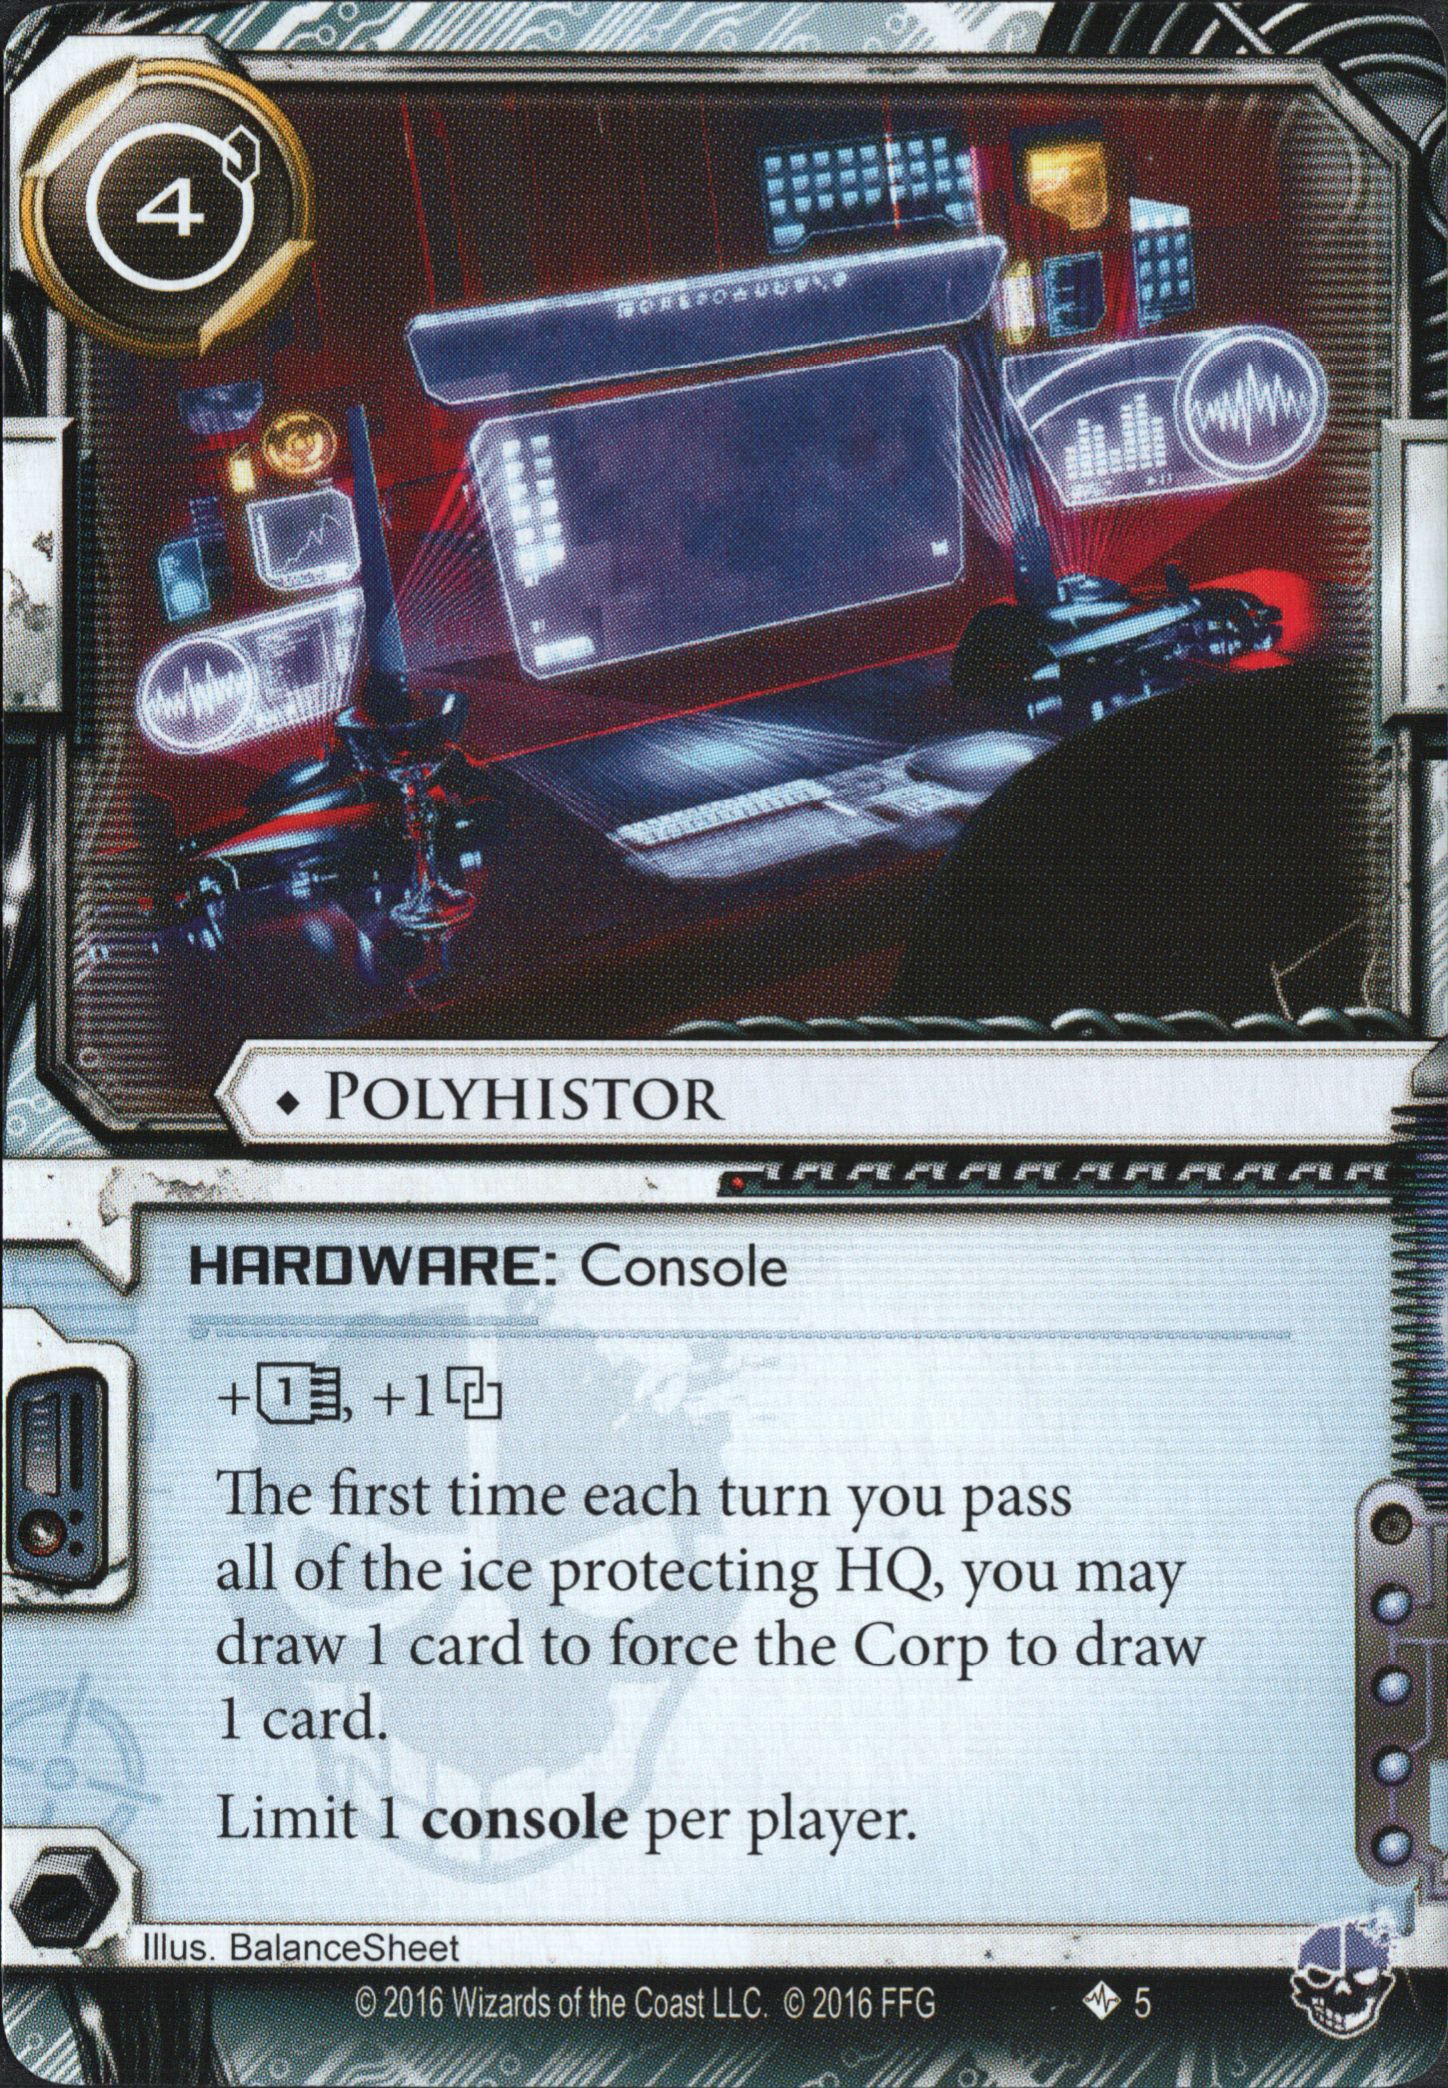 4
♦ POLYHISTOR
HARDWARE: Console
+1, +1
The first time each turn you pass
all of the ice protecting HQ, you may
draw 1 card to force the Corp to draw
1 card.
Limit 1 console per player.
Illus. BalanceSheet
© 2016 Wizards of the Coast LLC. © 2016 FFG
5